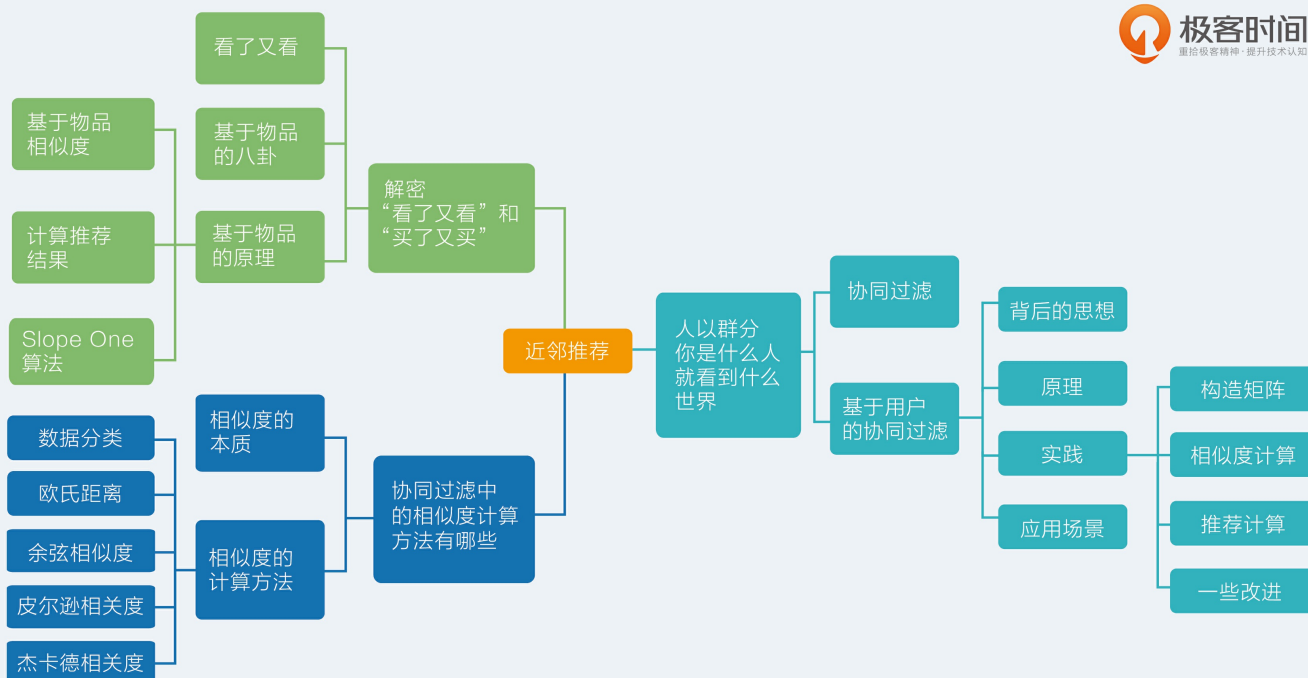 极客时间
重拾极客精神·提升技术认知
看了又看
基于物品
的八卦
基于物品
的原理
基于物品
相似度
计算推荐
结果
Slope One
算法
解密
“看了又看”和
“买了又买”
近邻推荐
人以群分
你是什么人
就看到什么
世界
协同过滤
基于用户
的协同过滤
背后的思想
原理
实践
应用场景
构造矩阵
相似度计算
推荐计算
一些改进
协同过滤中
的相似度计算
方法有哪些
相似度的
本质
相似度的
计算方法
数据分类
欧氏距离
余弦相似度
皮尔逊相关度
杰卡德相关度